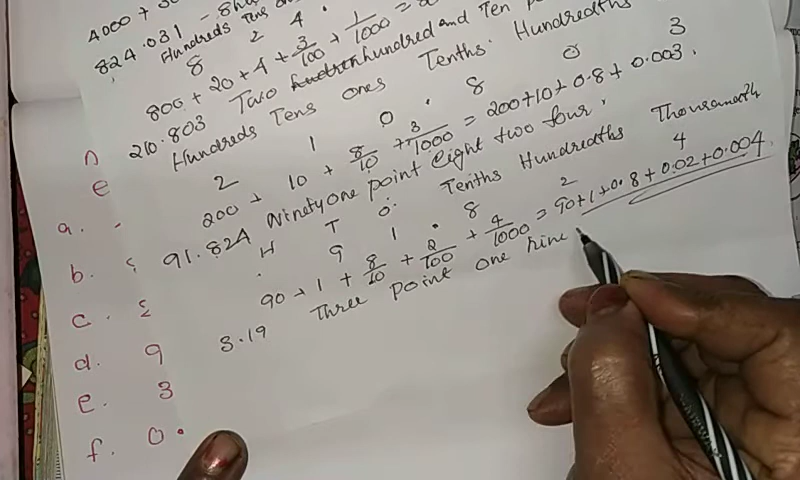 4000 +
824.031 -
Hundreds Tens
8 2 4 .
800 + 20 + 4 + 3/100 + 1/1000 =
210.803 Two hundred and Ten
Hundreds Tens ones Tenths. Hundredths
2 1 0 . 8 0 3
200 + 10 + 8/10 + 3/1000 = 200+10+0.8+0.003.
91.824 Ninety one point eight two four.
H T O. Tenths Hundredths Thousandth
. 9 1 . 8 2 4
90 + 1 + 8/10 + 2/100 + 4/1000 = 90+1+0.8+0.02+0.004.
3.19 Three point one nine
n
e
a.
b.
c.
d. 9
e. 3
f. 0.